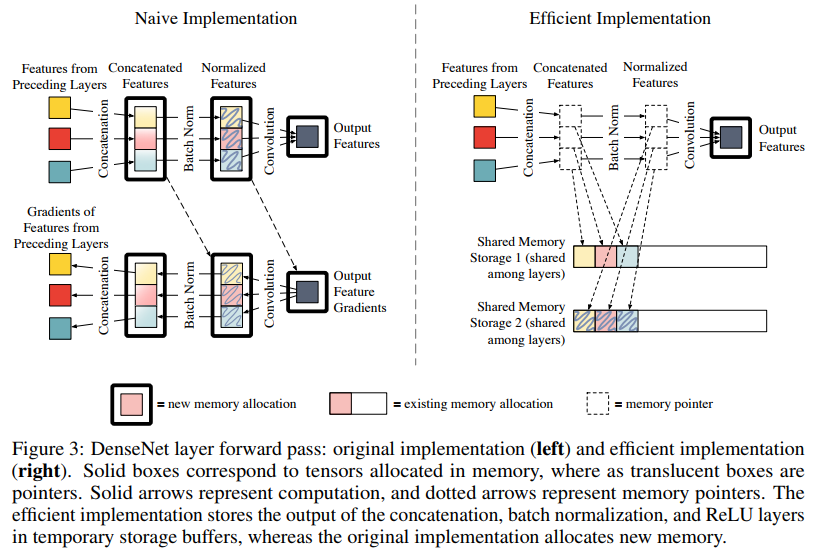 Naive Implementation
Efficient Implementation
Features from
Preceding Layers
Concatenated
Features
Normalized
Features
Concatenation
Batch Norm
Convolution
Output
Features
Gradients of
Features from
Preceding Layers
Concatenation
Batch Norm
Convolution
Output
Feature
Gradients
Features from
Preceding Layers
Concatenated
Features
Normalized
Features
Concatenation
Batch Norm
Convolution
Output
Features
Shared Memory
Storage 1 (shared
among layers)
Shared Memory
Storage 2 (shared
among layers)
= new memory allocation
= existing memory allocation
= memory pointer
Figure 3: DenseNet layer forward pass: original implementation (left) and efficient implementation
(right). Solid boxes correspond to tensors allocated in memory, where as translucent boxes are
pointers. Solid arrows represent computation, and dotted arrows represent memory pointers. The
efficient implementation stores the output of the concatenation, batch normalization, and ReLU layers
in temporary storage buffers, whereas the original implementation allocates new memory.